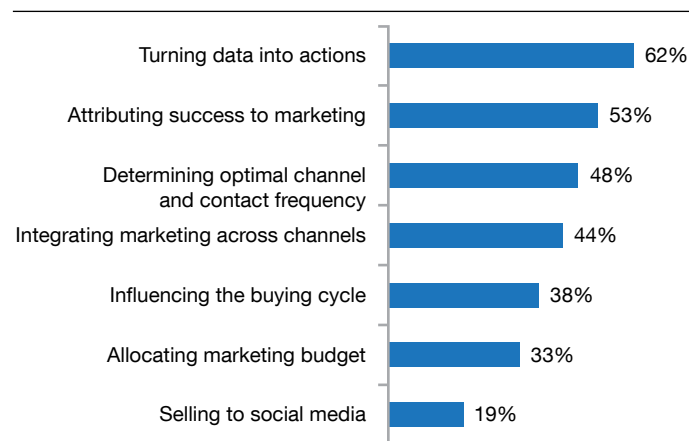 Turning data into actions 62%
Attributing success to marketing 53%
Determining optimal channel
and contact frequency 48%
Integrating marketing across channels 44%
Influencing the buying cycle 38%
Allocating marketing budget 33%
Selling to social media 19%